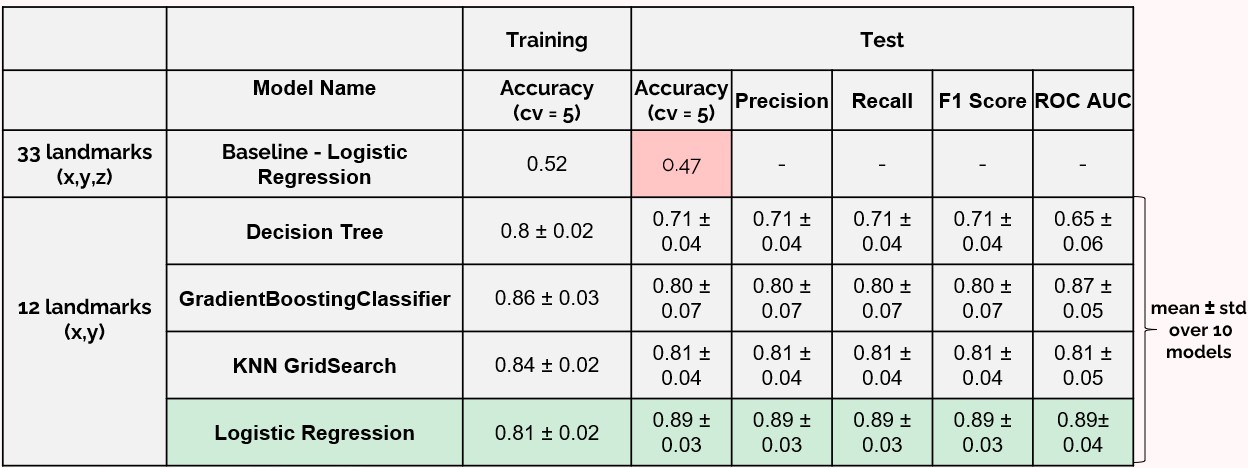 Training Test
Model Name Accuracy (cv = 5) Accuracy (cv = 5) Precision Recall F1 Score ROC AUC
33 landmarks (x,y,z) Baseline - Logistic Regression 0.52 0.47 - - - -
12 landmarks (x,y)
Decision Tree 0.8 ± 0.02 0.71 ± 0.04 0.71 ± 0.04 0.71 ± 0.04 0.71 ± 0.04 0.65 ± 0.06
GradientBoostingClassifier 0.86 ± 0.03 0.80 ± 0.07 0.80 ± 0.07 0.80 ± 0.07 0.80 ± 0.07 0.87 ± 0.05
KNN GridSearch 0.84 ± 0.02 0.81 ± 0.04 0.81 ± 0.04 0.81 ± 0.04 0.81 ± 0.04 0.81 ± 0.05
Logistic Regression 0.81 ± 0.02 0.89 ± 0.03 0.89 ± 0.03 0.89 ± 0.03 0.89 ± 0.03 0.89± 0.04
mean ± std
over 10
models